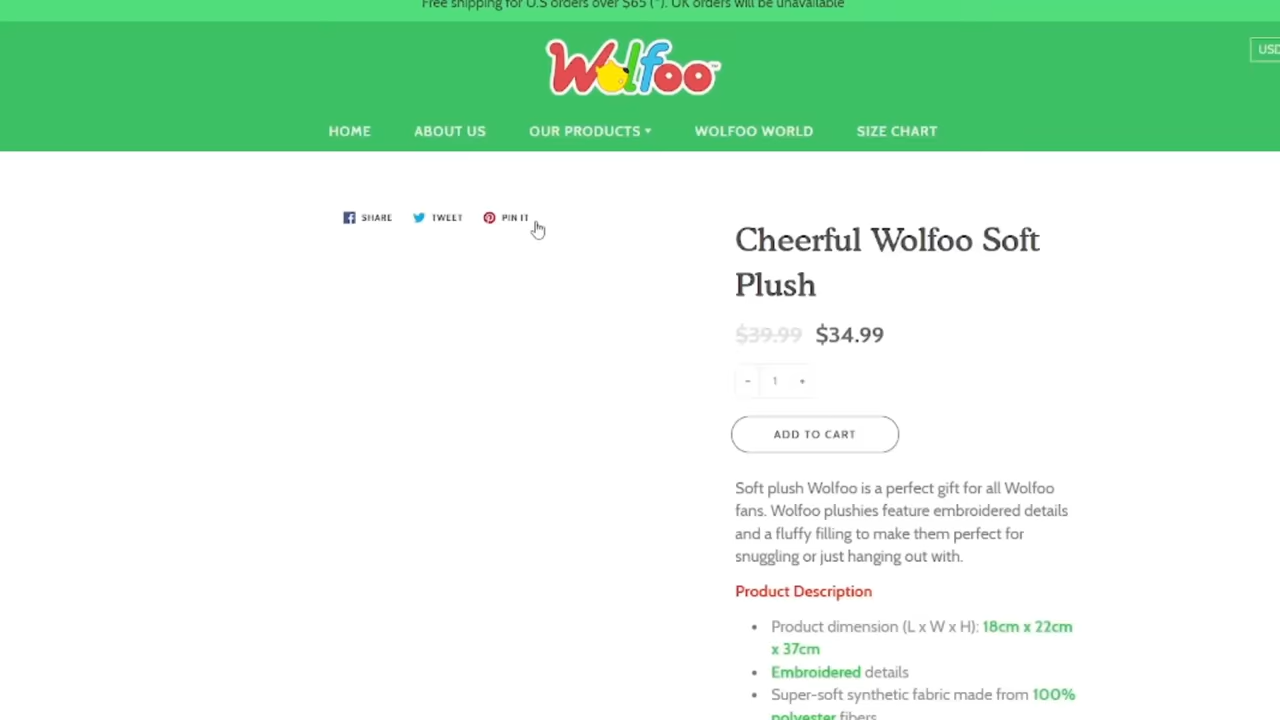 Free shipping for U.S orders over $65 (*). UK orders will be unavailable
Wolfoo™
USD
HOME ABOUT US OUR PRODUCTS WOLFOO WORLD SIZE CHART
SHARE TWEET PIN IT
Cheerful Wolfoo Soft
Plush
$39.99 $34.99
- 1 +
ADD TO CART
Soft plush Wolfoo is a perfect gift for all Wolfoo
fans. Wolfoo plushies feature embroidered details
and a fluffy filling to make them perfect for
snuggling or just hanging out with.
Product Description
• Product dimension (L x W x H): 18cm x 22cm
x 37cm
• Embroidered details
• Super-soft synthetic fabric made from 100%
polyester fibers